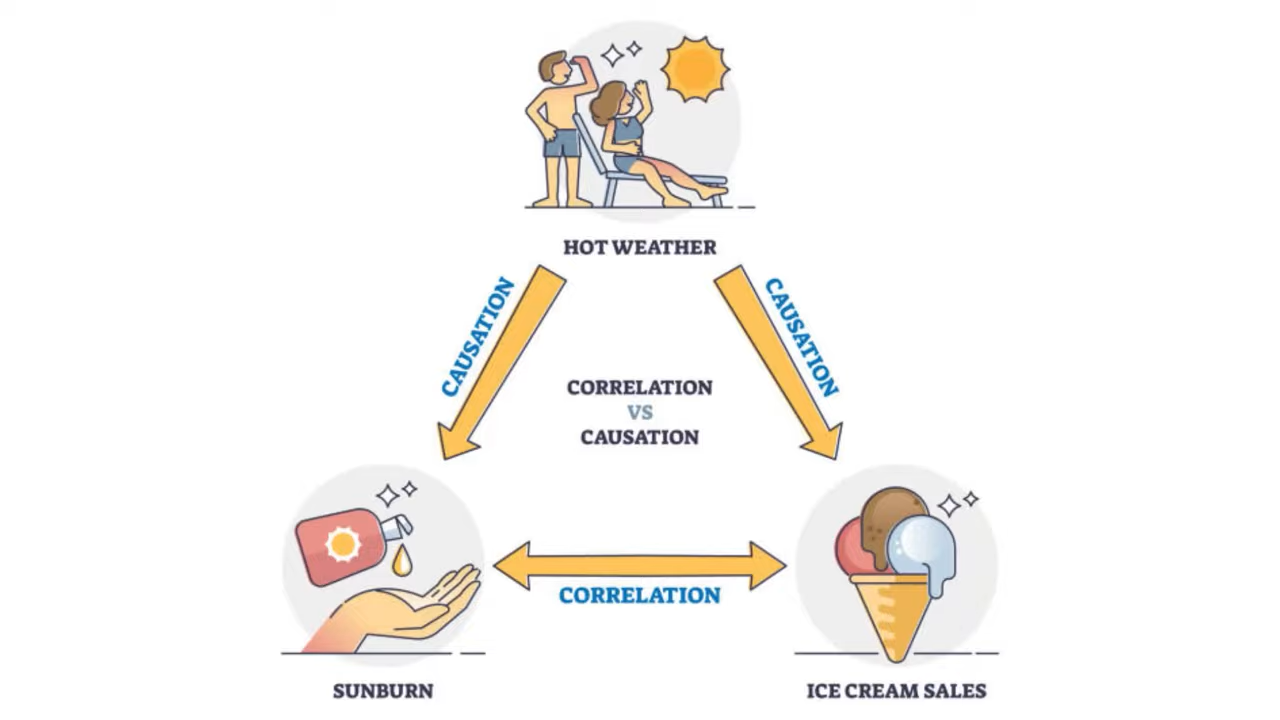 HOT WEATHER
CAUSATION
CAUSATION
CORRELATION
VS
CAUSATION
CORRELATION
SUNBURN
ICE CREAM SALES